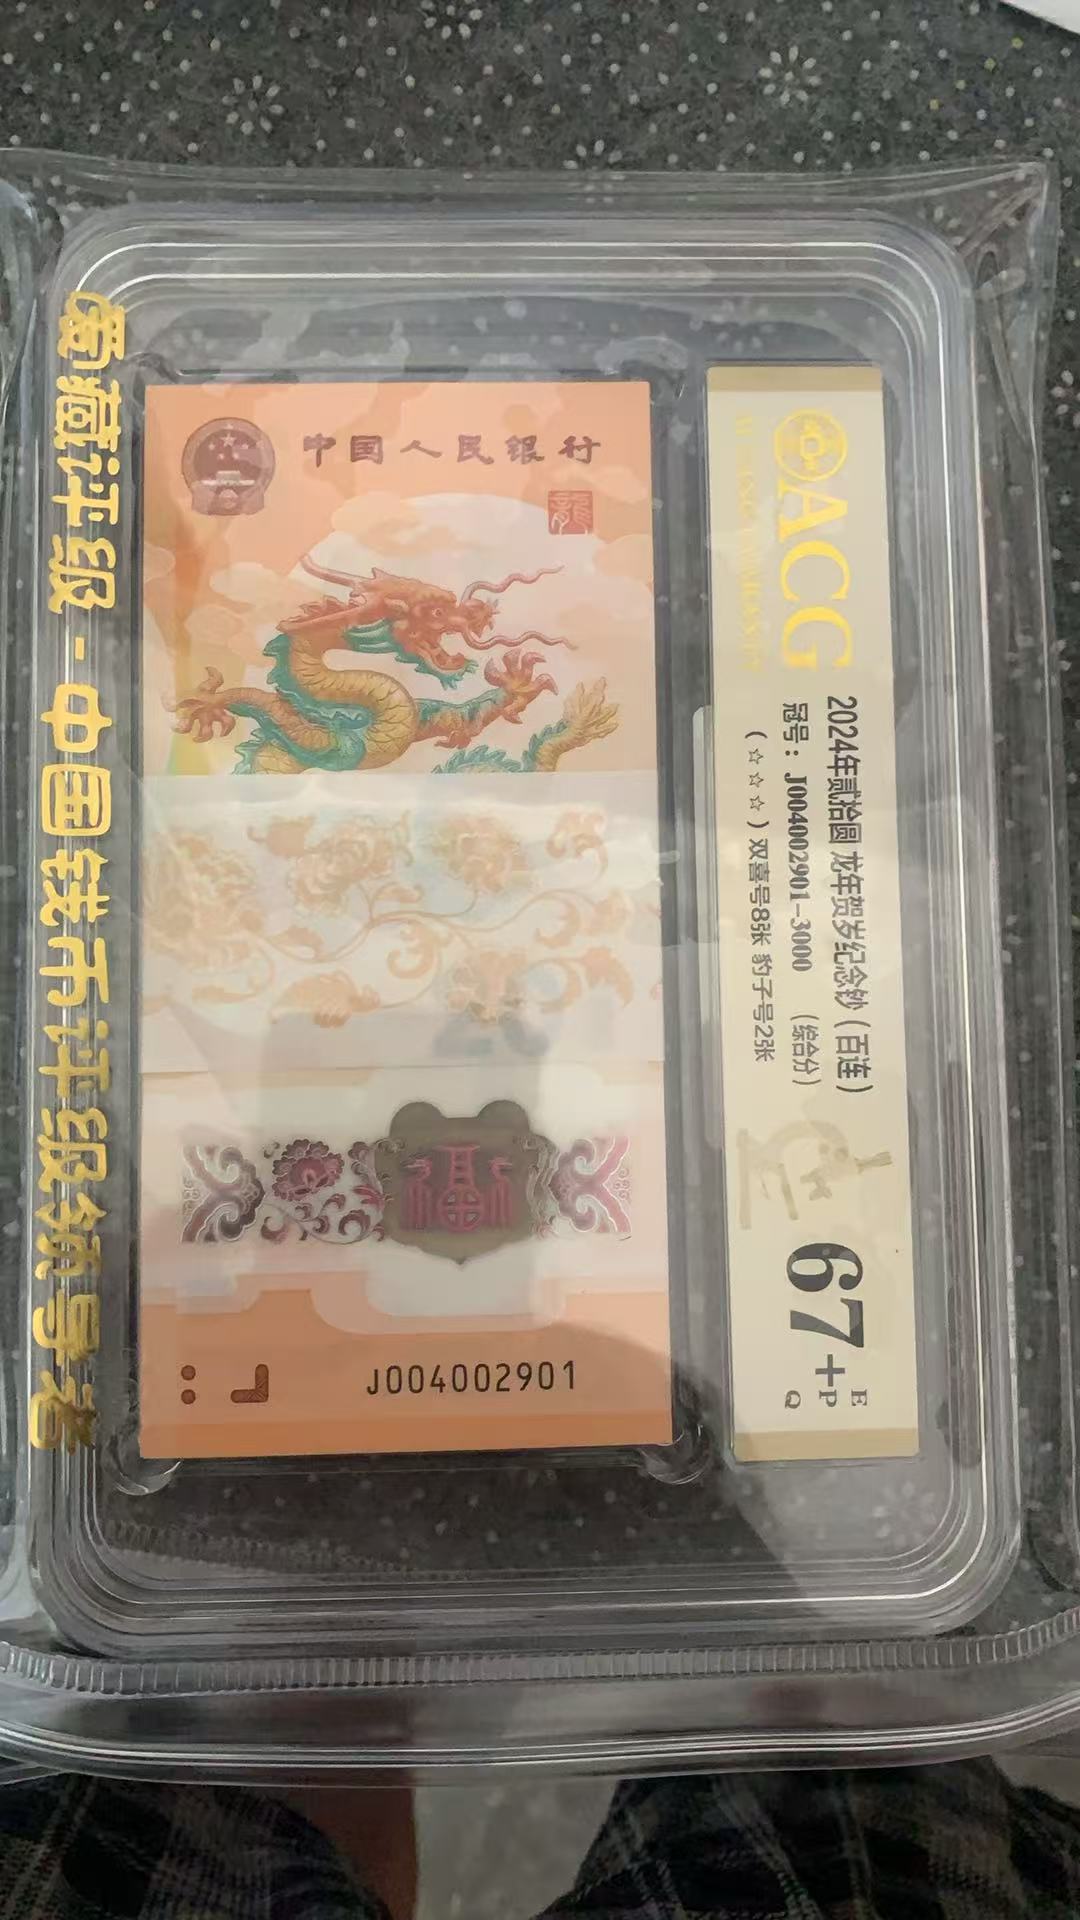 爱藏评级-中国钱币评级领导者
中国人民银行
龍
福
J004002901
ACG
2024年贰拾圆 龙年贺岁纪念钞(百连)
冠号:J004002901-3000 (综合分)
(☆☆☆)双喜号8张 豹子号2张
67+
E
P
Q